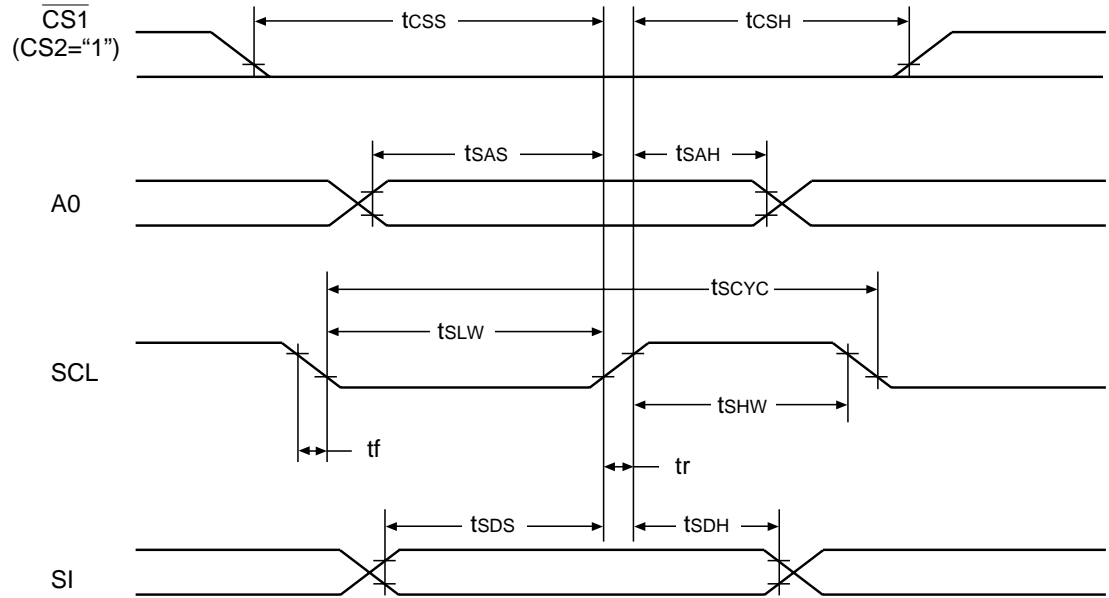 CS1
(CS2=“1”)
tCSS
tCSH
tSAS
tSAH
A0
tSCYC
tSLW
SCL
tSHW
tf
tr
tSDS
tSDH
SI